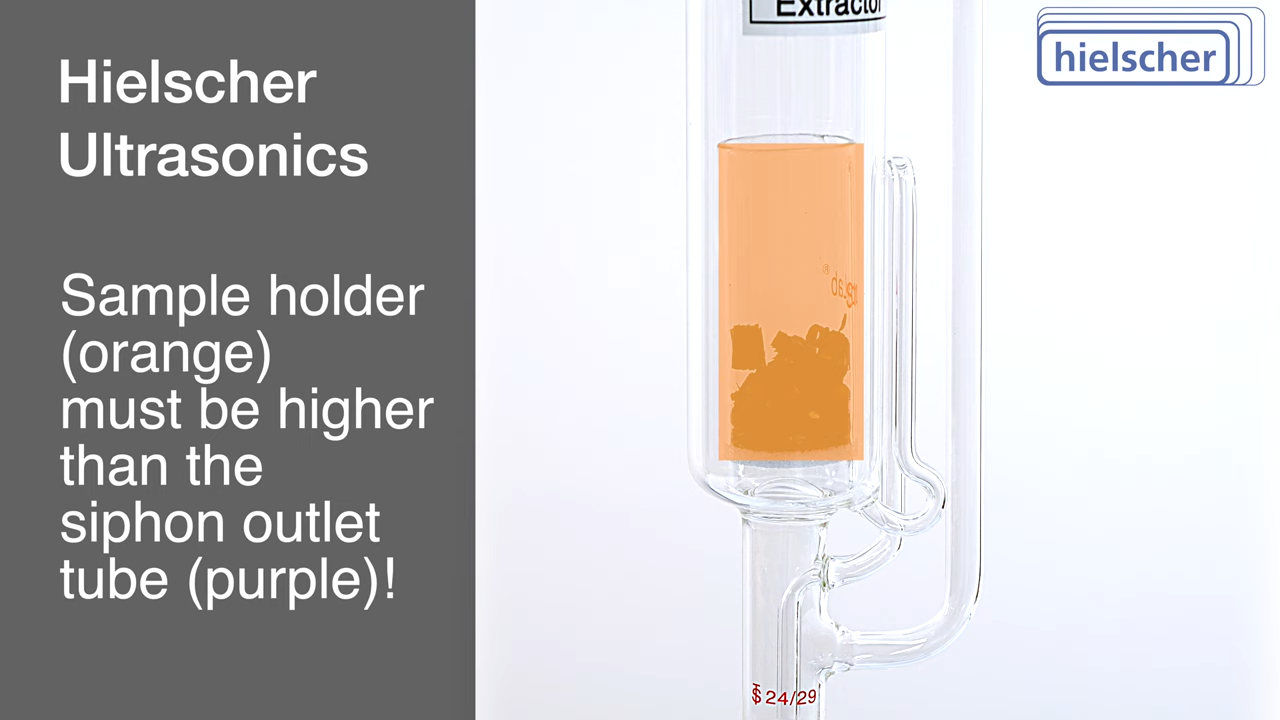 Hielscher
Ultrasonics
Sample holder
(orange)
must be higher
than the
siphon outlet
tube (purple)!
Extractor
hielscher
24/29